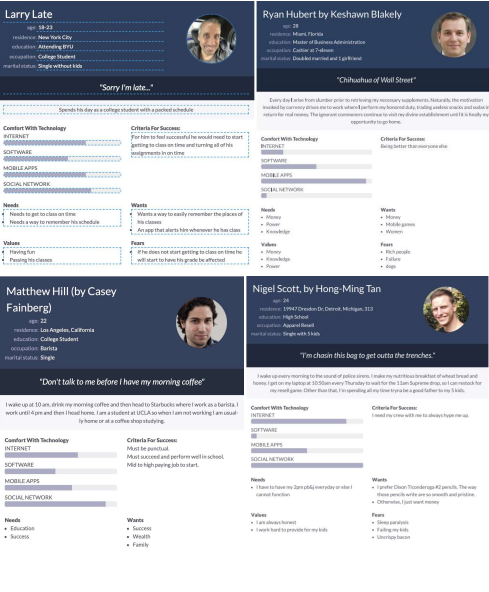 Larry Late
age: 18-23
residence: New York City
education: Attending BYU
occupation: College Student
marital status: Single without kids
"Sorry I'm late..."
Spends his day as a college student with a packed schedule
Comfort With Technology
INTERNET
SOFTWARE
MOBILE APPS
SOCIAL NETWORK
Criteria For Success:
For him to feel successful he would need to start
getting to class on time and turning all of his
assignments in on time
Needs
Needs to get to class on time
Needs a way to remember his schedule
Wants
Wants a way to easily remember the places of
his classes
An app that alerts him whenever he has class
Values
Having fun
Passing his classes
Fears
If he does not start getting to class on time he
will start to have his grade be affected
Ryan Hubert by Keshawn Blakely
age: 28
residence: Miami, Florida
education: Master of Business Administration
occupation: Cashier at 7-eleven
marital status: Doubled married and 1 girlfriend
"Chihuahua of Wall Street"
Every day I arise from slumber prior to retrieving my necessary supplements. Naturally, the motivation
invoked by currency drives me to work where I perform my honored duty, trading useless snacks and wake in
return for real money. The ignorant commoners continue to visit my divine establishment until it is finally my
opportunity to go home.
Comfort With Technology
INTERNET
SOFTWARE
MOBILE APPS
SOCIAL NETWORK
Criteria For Success:
Being better than everyone else
Needs
Money
Power
Knowledge
Wants
Money
Mobile games
Women
Values
Money
Knowledge
Power
Fears
Rich people
Failure
dogs
Matthew Hill (by Casey
Fainberg)
age: 22
residence: Los Angeles, California
education: College Student
occupation: Barista
marital status: Single
"Don't talk to me before I have my morning coffee"
I wake up at 10 am, drink my morning coffee and then head to Starbucks where I work as a barista. I
work until 4 pm and then I head home. I am a student at UCLA so when I am not working I am usual-
ly home or at a coffee shop studying.
Comfort With Technology
INTERNET
SOFTWARE
MOBILE APPS
SOCIAL NETWORK
Criteria For Success:
Must be punctual.
Must succeed and perform well in school.
Mid to high paying job to start.
Needs
Education
Success
Wants
Success
Wealth
Family
Nigel Scott, by Hong-Ming Tan
age: 24
residence: 19947 Dresdon Dr, Detroit, Michigan, 313
education: High School
occupation: Apparel Resell
marital status: Single with 5 kids
"I'm chasin this bag to get outta the trenches."
I wake up every morning to the sound of police sirens. I make my nutritious breakfast of wheat bread and
honey. I get on my laptop at 10:50am every Thursday to wait for the 11am Supreme drop, so I can restock for
my resell game. Other than that, I'm spending all my time tryna be a good father to my 5 kids.
Comfort With Technology
INTERNET
SOFTWARE
MOBILE APPS
SOCIAL NETWORK
Criteria For Success:
I need my crew with me to always hype me up.
Needs
I have to have my 2pm pb&j everyday or else I
cannot function
Wants
I prefer Dixon Ticonderoga #2 pencils. The way
those pencils write are so smooth and pristine.
Otherwise, I just want money
Values
I am always honest
I work hard to provide for my kids
Fears
Sleep paralysis
Failing my kids.
Uncrispy bacon